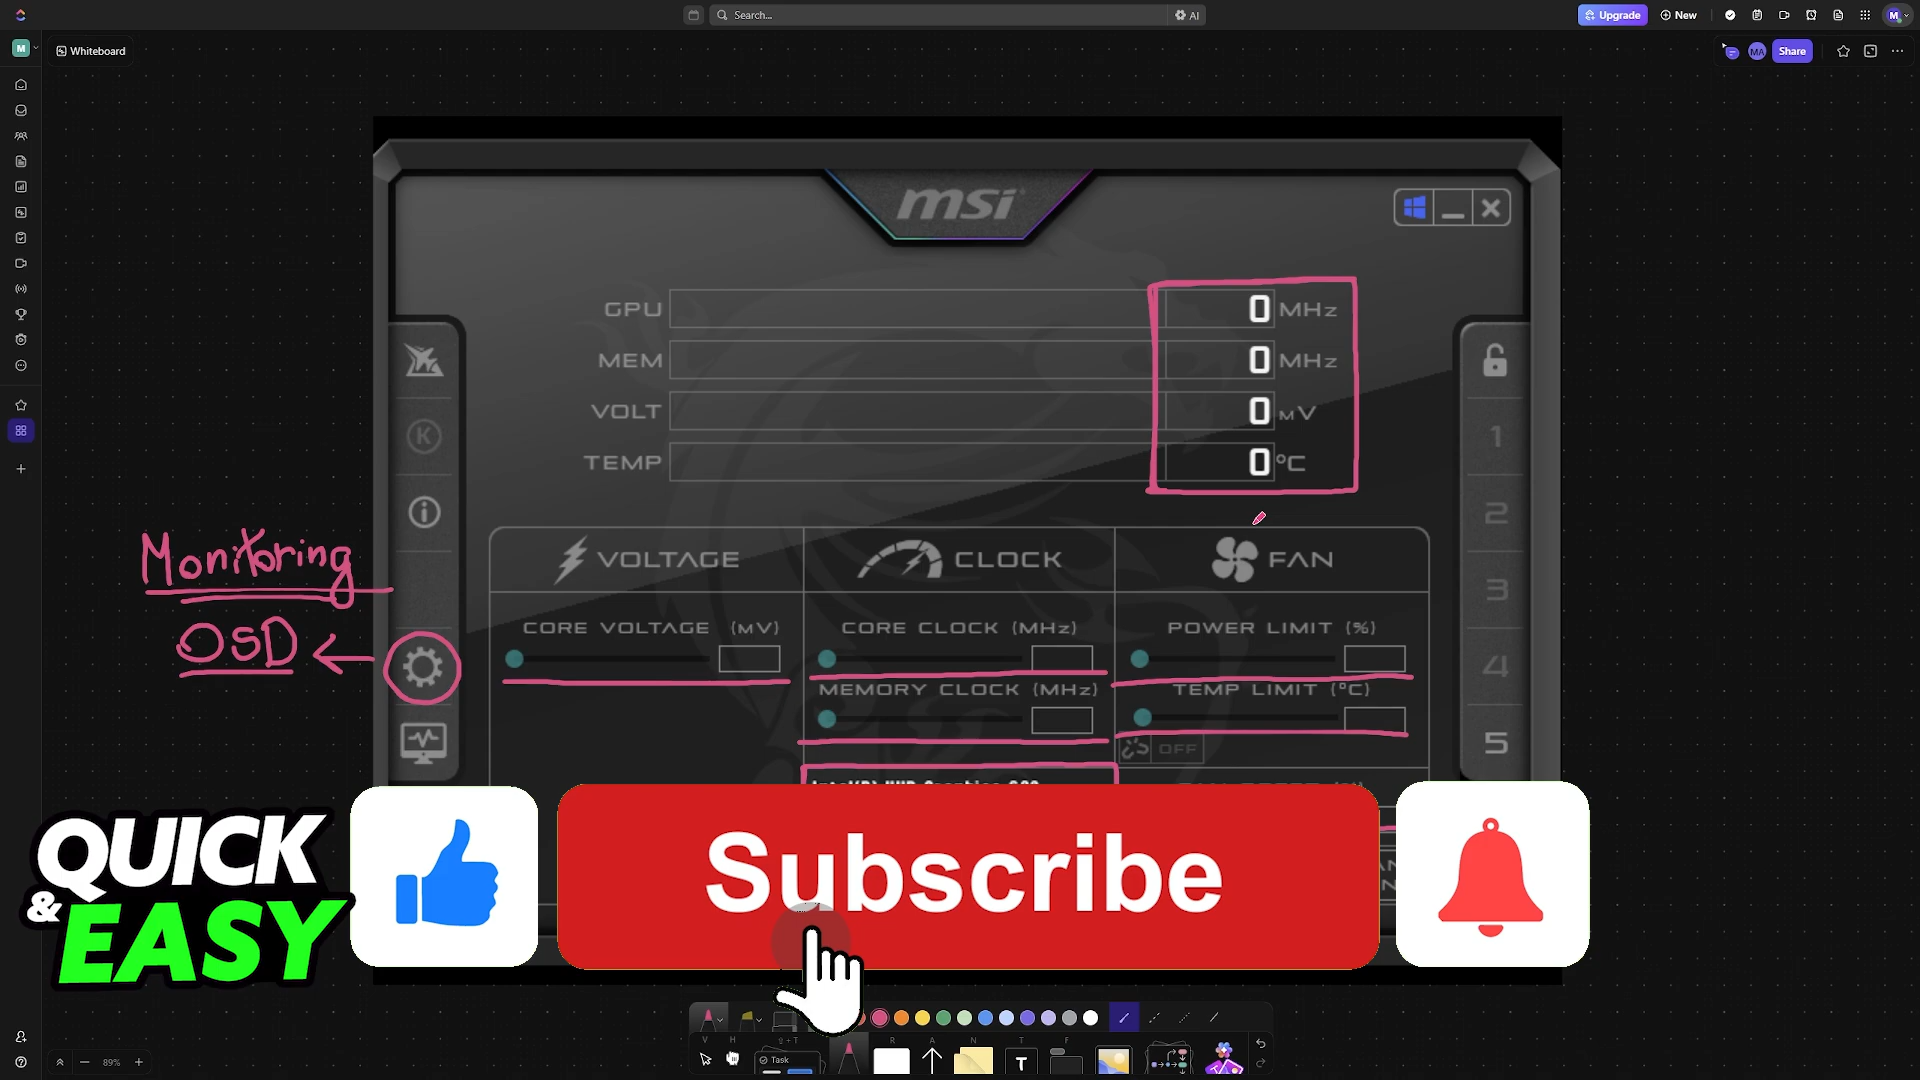 Search...
AI
Upgrade
New
M
M
Whiteboard
MA
Share
msi
GPU
0 MHz
MEM
0 MHz
VOLT
0 MV
TEMP
0 °C
K
1
2
3
4
5
Monitoring
OSD
VOLTAGE
CLOCK
FAN
CORE VOLTAGE (MV)
CORE CLOCK (MHz)
POWER LIMIT (%)
MEMORY CLOCK (MHz)
TEMP LIMIT (°C)
OFF
QUICK
& EASY
Subscribe
89%
V
H
⇧+T
R
A
N
T
F
Task
T